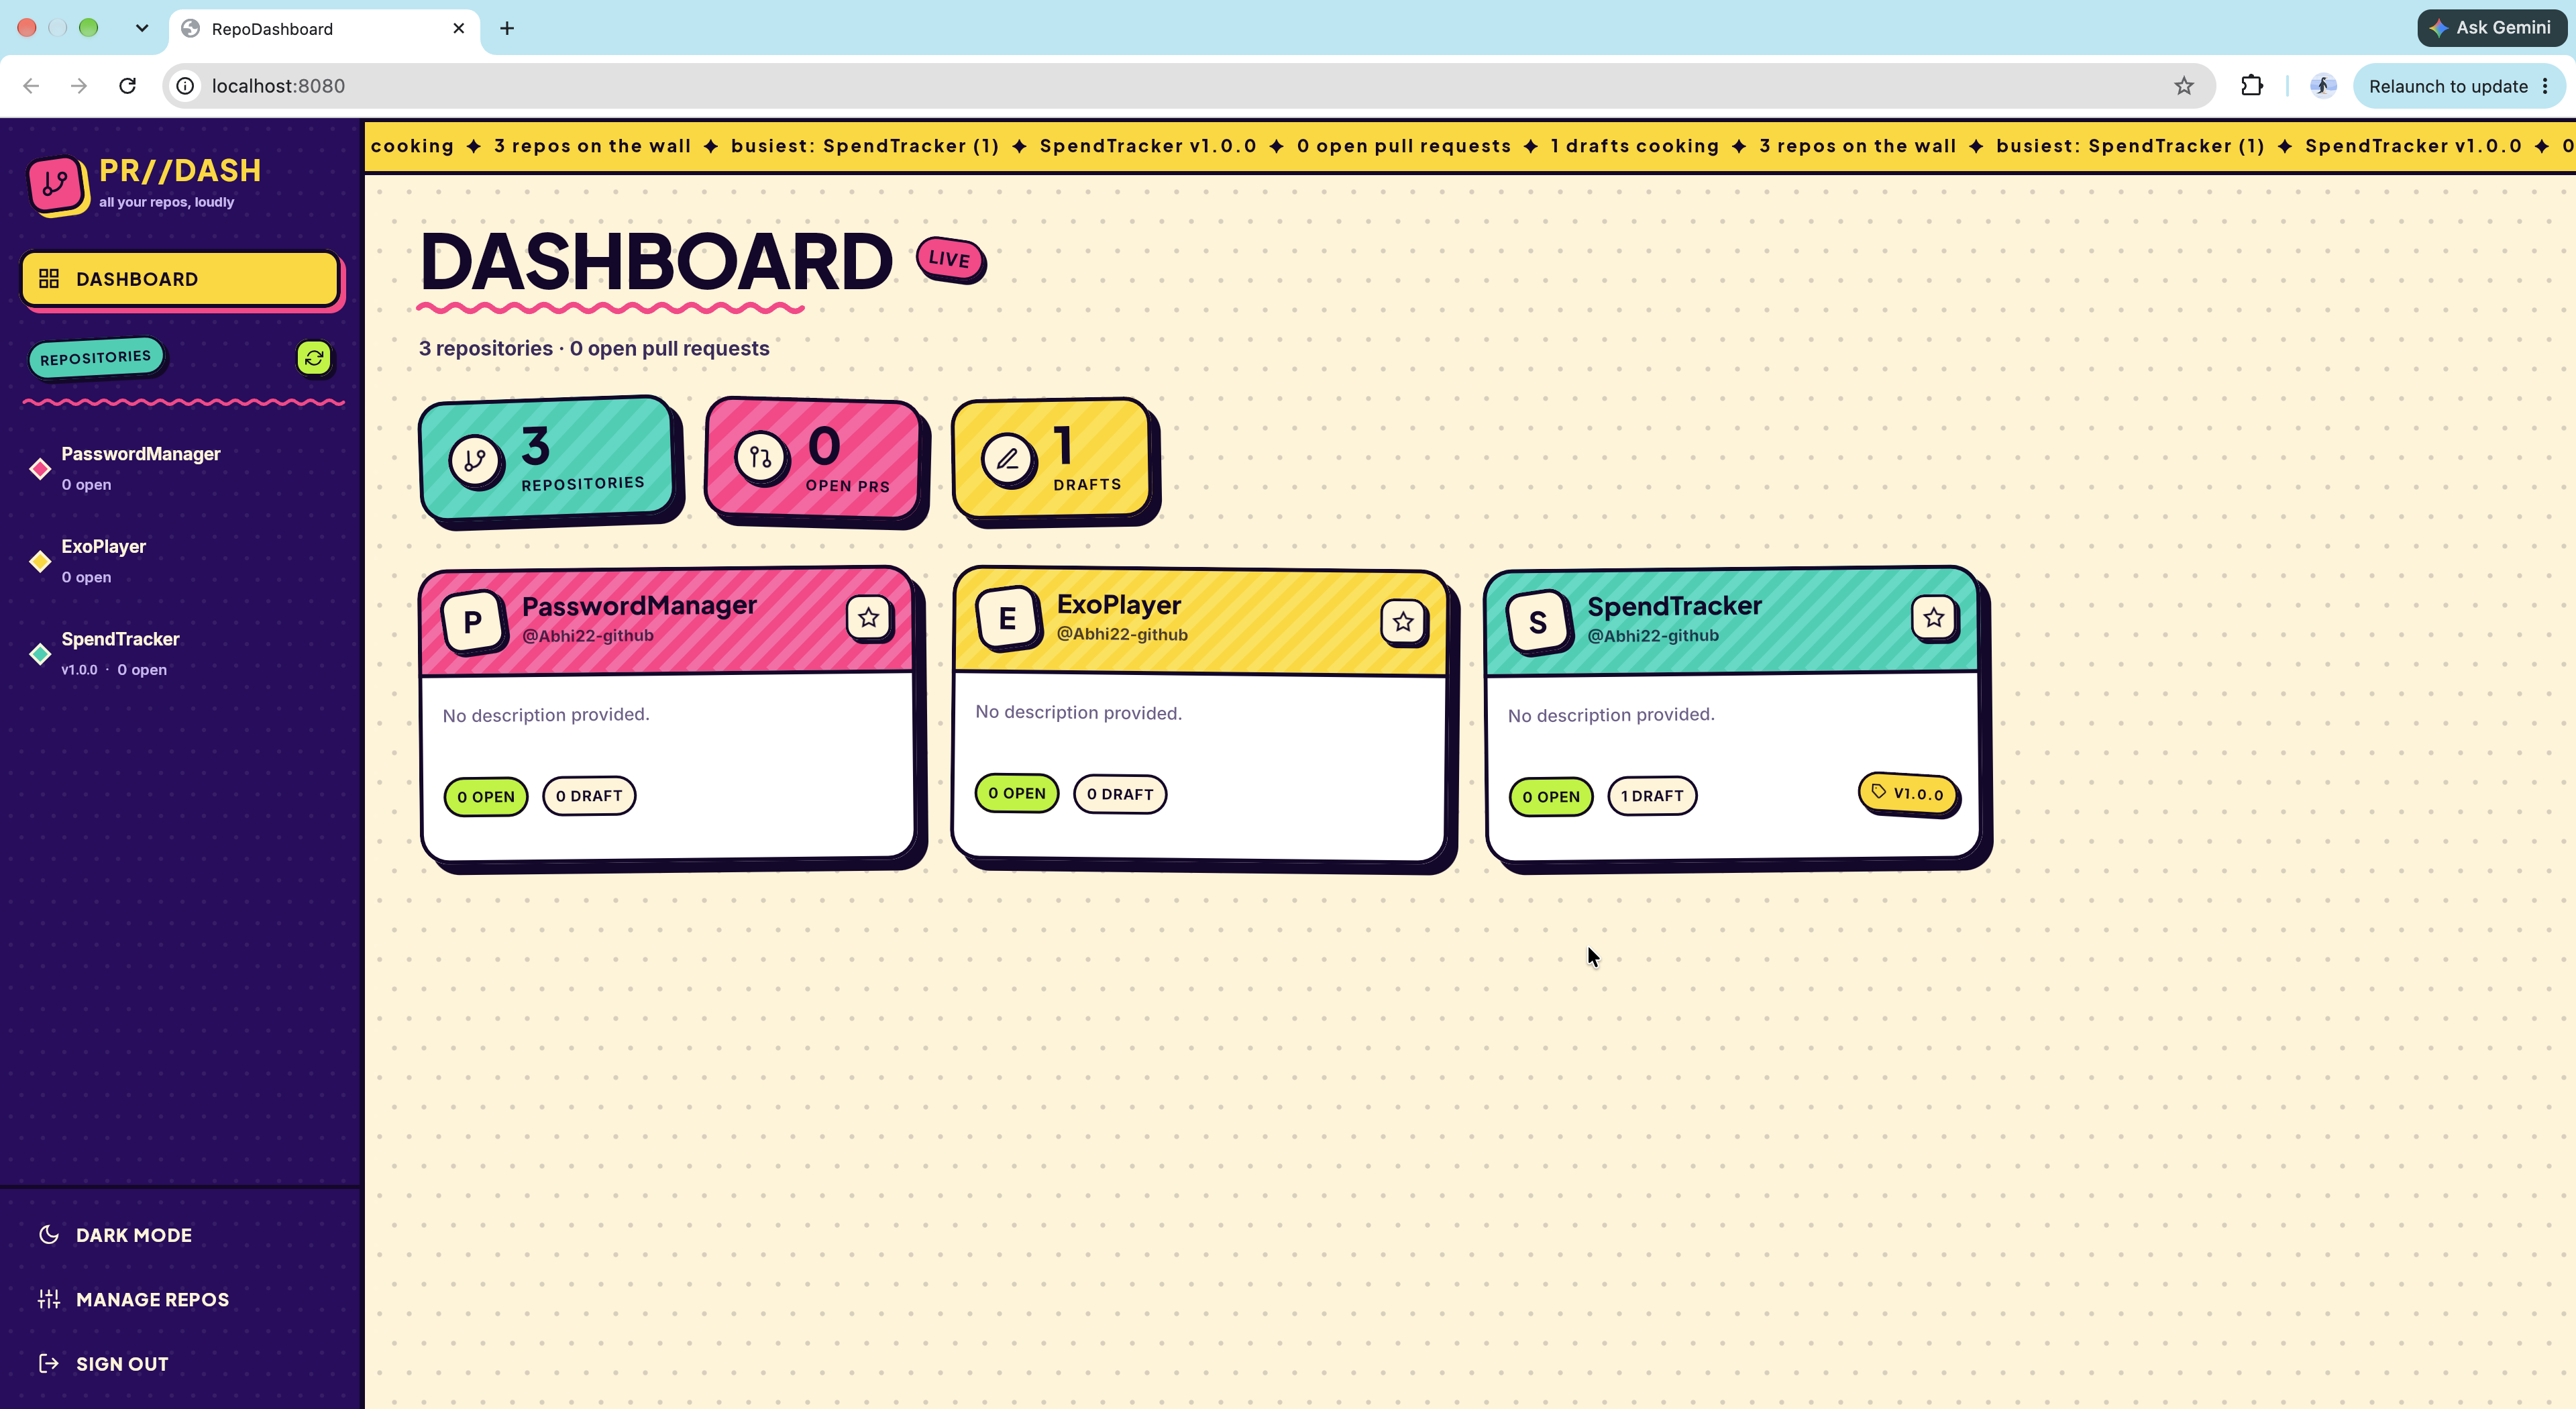 RepoDashboard
Ask Gemini
localhost:8080
Relaunch to update
PR//DASH
all your repos, loudly
DASHBOARD
REPOSITORIES
PasswordManager
0 open
ExoPlayer
0 open
SpendTracker
v1.0.0 · 0 open
DARK MODE
MANAGE REPOS
SIGN OUT
cooking ✦ 3 repos on the wall ✦ busiest: SpendTracker (1) ✦ SpendTracker v1.0.0 ✦ 0 open pull requests ✦ 1 drafts cooking ✦ 3 repos on the wall ✦ busiest: SpendTracker (1) ✦ SpendTracker v1.0.0 ✦ 0
DASHBOARD
LIVE
3 repositories · 0 open pull requests
3
REPOSITORIES
0
OPEN PRS
1
DRAFTS
P
PasswordManager
@Abhi22-github
No description provided.
0 OPEN
0 DRAFT
E
ExoPlayer
@Abhi22-github
No description provided.
0 OPEN
0 DRAFT
S
SpendTracker
@Abhi22-github
No description provided.
0 OPEN
1 DRAFT
V1.0.0